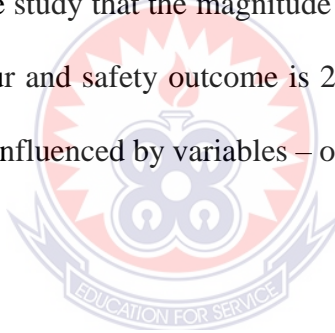 e study that the magnitude
ur and safety outcome is 2
nfluenced by variables – o
EDUCATION FOR SERVICE